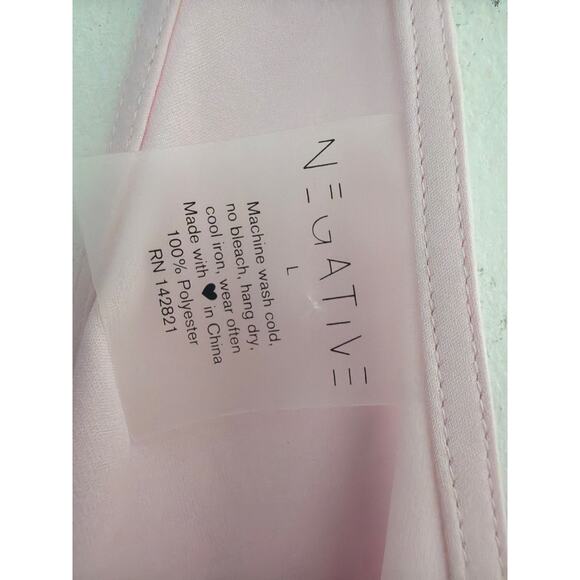 NEGATIVE
L
Machine wash cold,
no bleach, hang dry,
cool iron, wear often
Made with ♥ in China
100% Polyester
RN 142821